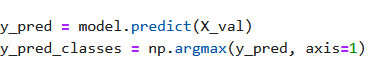 y_pred = model.predict(X_val)
y_pred_classes = np.argmax(y_pred, axis=1)